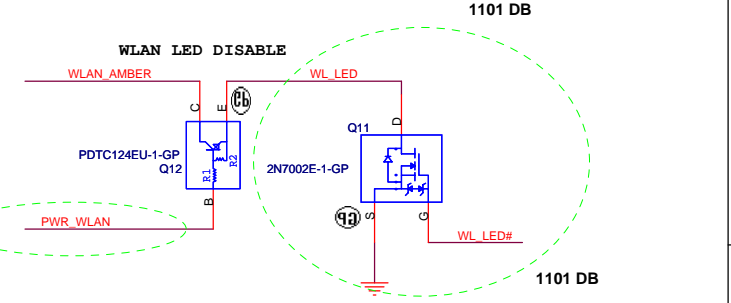 1101 DB
WLAN LED DISABLE
WLAN_AMBER
WL_LED
C
E
D
Q11
PDTC124EU-1-GP
Q12
R1
R2
2N7002E-1-GP
B
S
G
PWR_WLAN
WL_LED#
1101 DB